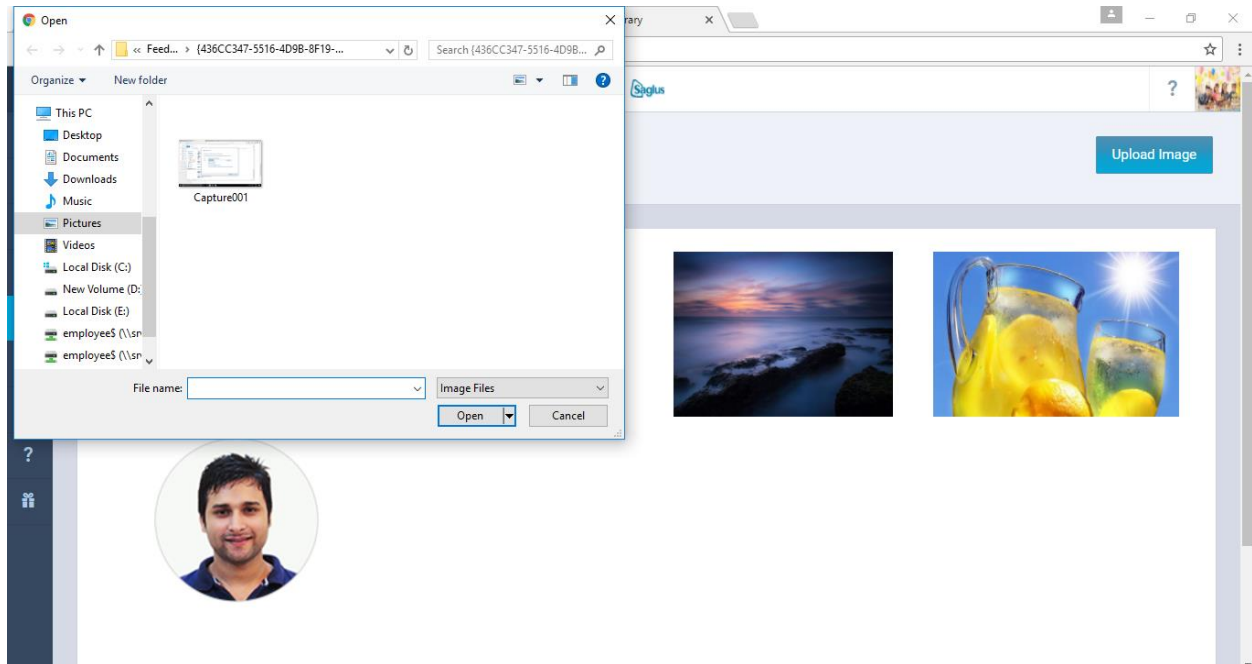 Open
rary
« Feed... › {436CC347-5516-4D9B-8F19-...
Search {436CC347-5516-4D9B...
Organize
New folder
Saglus
?
This PC
Desktop
Documents
Downloads
Music
Pictures
Videos
Local Disk (C:)
New Volume (D:
Local Disk (E:)
employee$ (\\sr
employee$ (\\sr
Capture001
Upload Image
File name:
Image Files
Open
Cancel
?